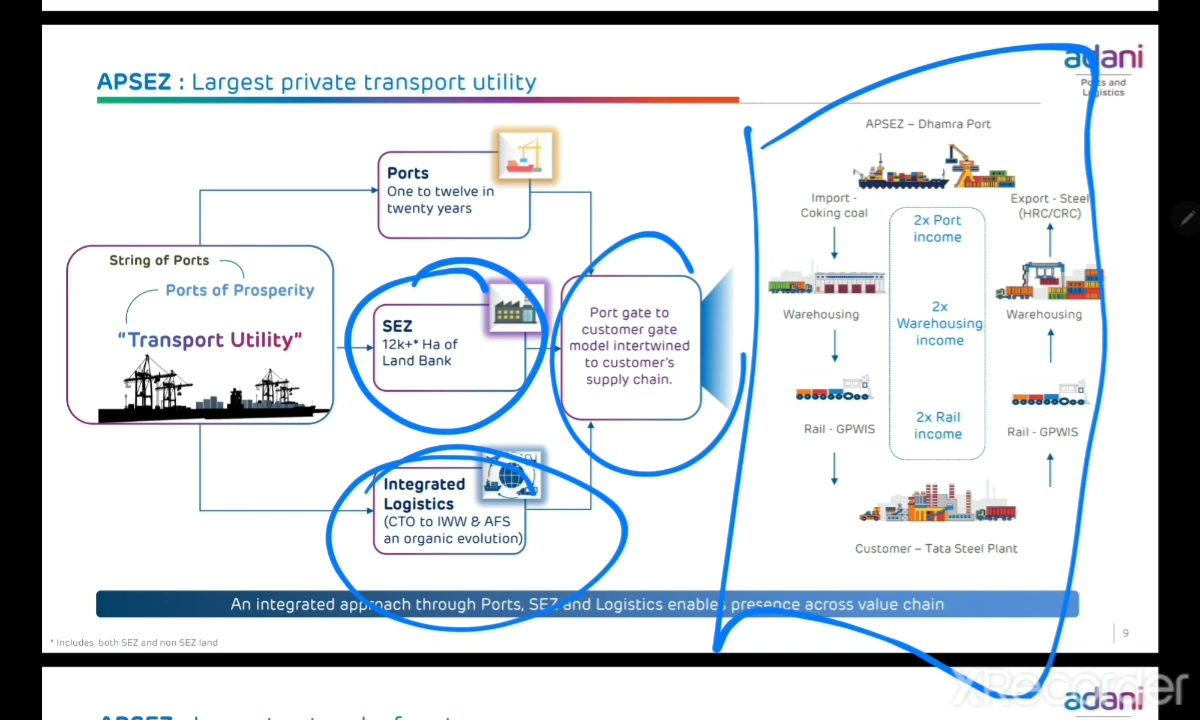 adani
Ports and
Logistics
APSEZ : Largest private transport utility
String of Ports
Ports of Prosperity
“Transport Utility”
Ports
One to twelve in
twenty years
SEZ
12k+* Ha of
Land Bank
Integrated
Logistics
(CTO to IWW & AFS
an organic evolution)
Port gate to
customer gate
model intertwined
to customer’s
supply chain.
APSEZ – Dhamra Port
Import -
Coking coal
Warehousing
Rail - GPWIS
2x Port
income
2x
Warehousing
income
2x Rail
income
Export - Steel
(HRC/CRC)
Warehousing
Rail - GPWIS
Customer – Tata Steel Plant
An integrated approach through Ports, SEZ and Logistics enables presence across value chain
* Includes both SEZ and non SEZ land
9
XRecorder
adani